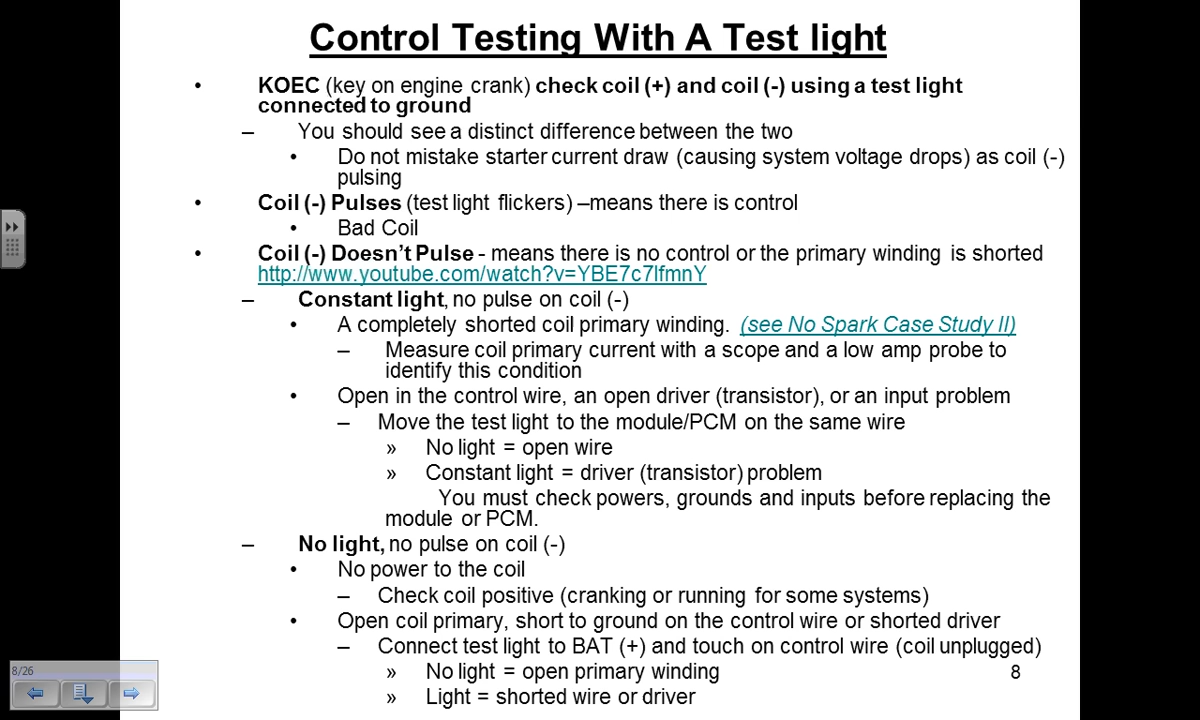 Control Testing With A Test light
• KOEC (key on engine crank) check coil (+) and coil (-) using a test light
connected to ground
– You should see a distinct difference between the two
• Do not mistake starter current draw (causing system voltage drops) as coil (-)
pulsing
• Coil (-) Pulses (test light flickers) –means there is control
• Bad Coil
• Coil (-) Doesn't Pulse - means there is no control or the primary winding is shorted
http://www.youtube.com/watch?v=YBE7c7lfmnY
– Constant light, no pulse on coil (-)
• A completely shorted coil primary winding. (see No Spark Case Study II)
– Measure coil primary current with a scope and a low amp probe to
identify this condition
• Open in the control wire, an open driver (transistor), or an input problem
– Move the test light to the module/PCM on the same wire
» No light = open wire
» Constant light = driver (transistor) problem
You must check powers, grounds and inputs before replacing the
module or PCM.
– No light, no pulse on coil (-)
• No power to the coil
– Check coil positive (cranking or running for some systems)
• Open coil primary, short to ground on the control wire or shorted driver
– Connect test light to BAT (+) and touch on control wire (coil unplugged)
» No light = open primary winding
» Light = shorted wire or driver
8
8/26